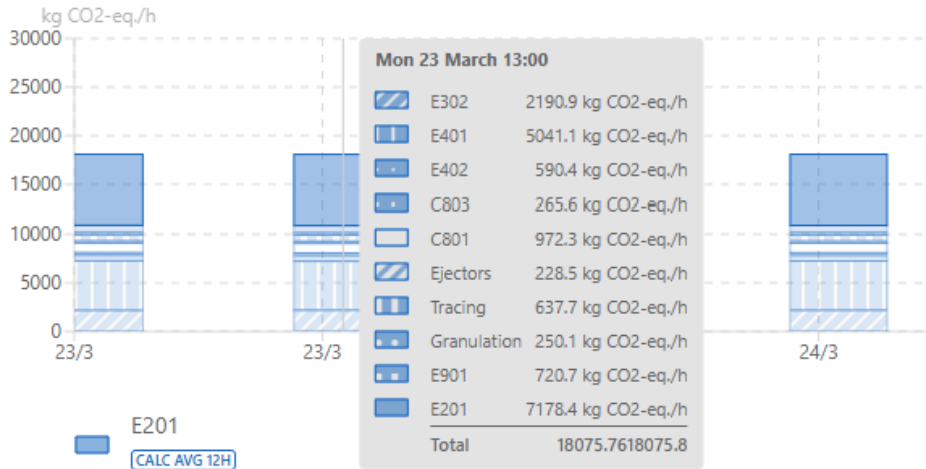 kg CO2-eq./h
30000
25000
20000
15000
10000
5000
0
23/3
23/3
24/3
Mon 23 March 13:00
E302 2190.9 kg CO2-eq./h
E401 5041.1 kg CO2-eq./h
E402 590.4 kg CO2-eq./h
C803 265.6 kg CO2-eq./h
C801 972.3 kg CO2-eq./h
Ejectors 228.5 kg CO2-eq./h
Tracing 637.7 kg CO2-eq./h
Granulation 250.1 kg CO2-eq./h
E901 720.7 kg CO2-eq./h
E201 7178.4 kg CO2-eq./h
Total 18075.7618075.8
E201
CALC AVG 12H